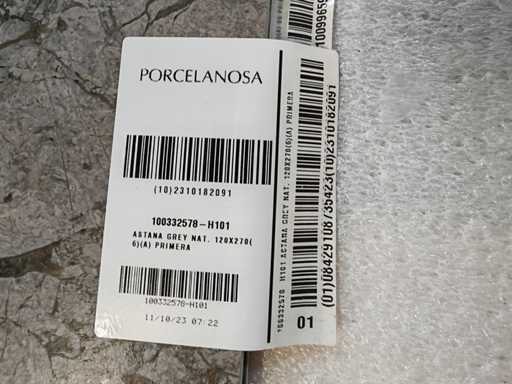 PORCELANOSA
(10)2310182091
100332578-H101
ASTANA GREY NAT. 120X270(
6)(A) PRIMERA
100332578-H101
11/10/23 07:22
100332578 H101 ASTANA GREY NAT. 120X270(6)(A) PRIMERA
(01)08429108735423(10)2310182091
01